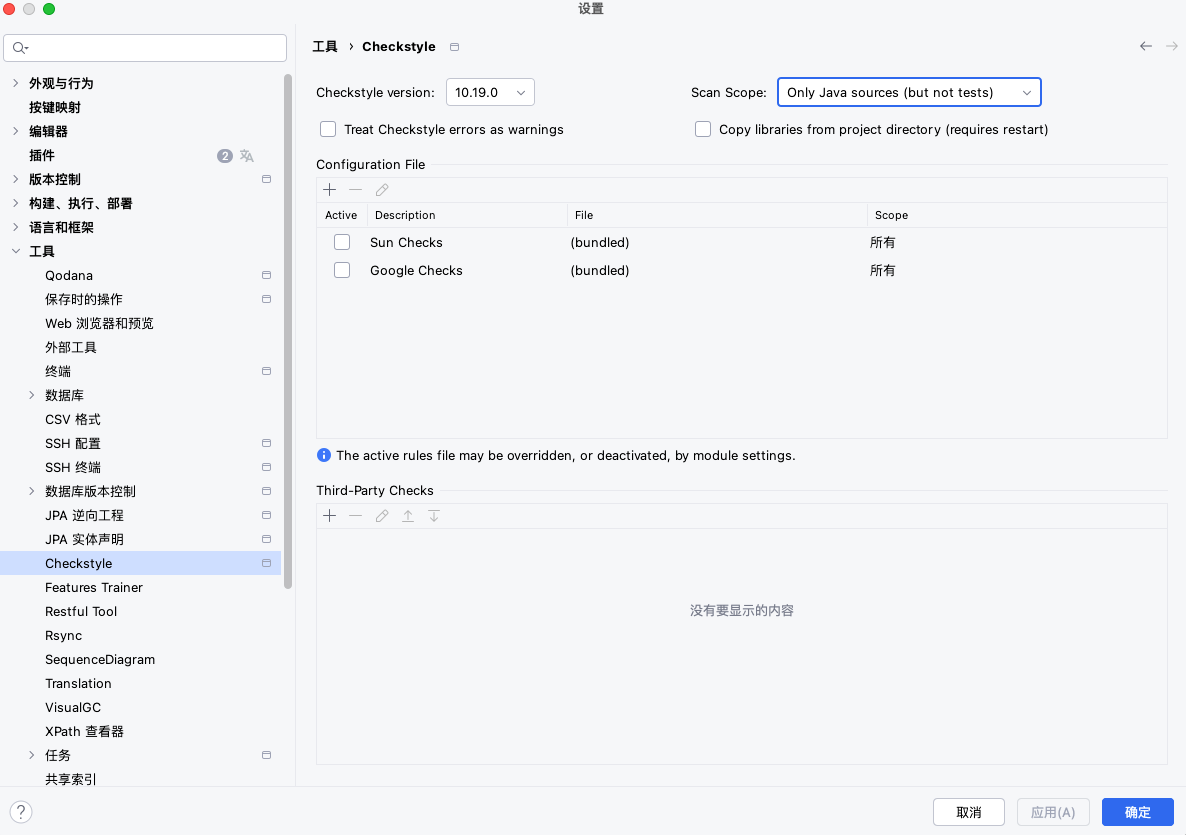 设置
外观与行为
按键映射
编辑器
插件 2
版本控制
构建、执行、部署
语言和框架
工具
Qodana
保存时的操作
Web 浏览器和预览
外部工具
终端
数据库
CSV 格式
SSH 配置
SSH 终端
数据库版本控制
JPA 逆向工程
JPA 实体声明
Checkstyle
Features Trainer
Restful Tool
Rsync
SequenceDiagram
Translation
VisualGC
XPath 查看器
任务
共享索引
工具 › Checkstyle
Checkstyle version: 10.19.0 Scan Scope: Only Java sources (but not tests)
Treat Checkstyle errors as warnings Copy libraries from project directory (requires restart)
Configuration File
Active Description File Scope
Sun Checks (bundled) 所有
Google Checks (bundled) 所有
The active rules file may be overridden, or deactivated, by module settings.
Third-Party Checks
没有要显示的内容
? 取消 应用(A) 确定